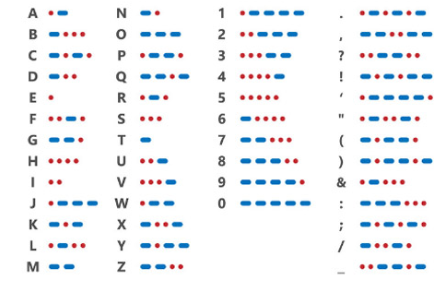 A N 1 .
B O 2 ,
C P 3 ?
D Q 4 !
E R 5 ‘
F S 6 "
G T 7 (
H U 8 )
I V 9 &
J W 0 :
K X ;
L Y /
M Z _